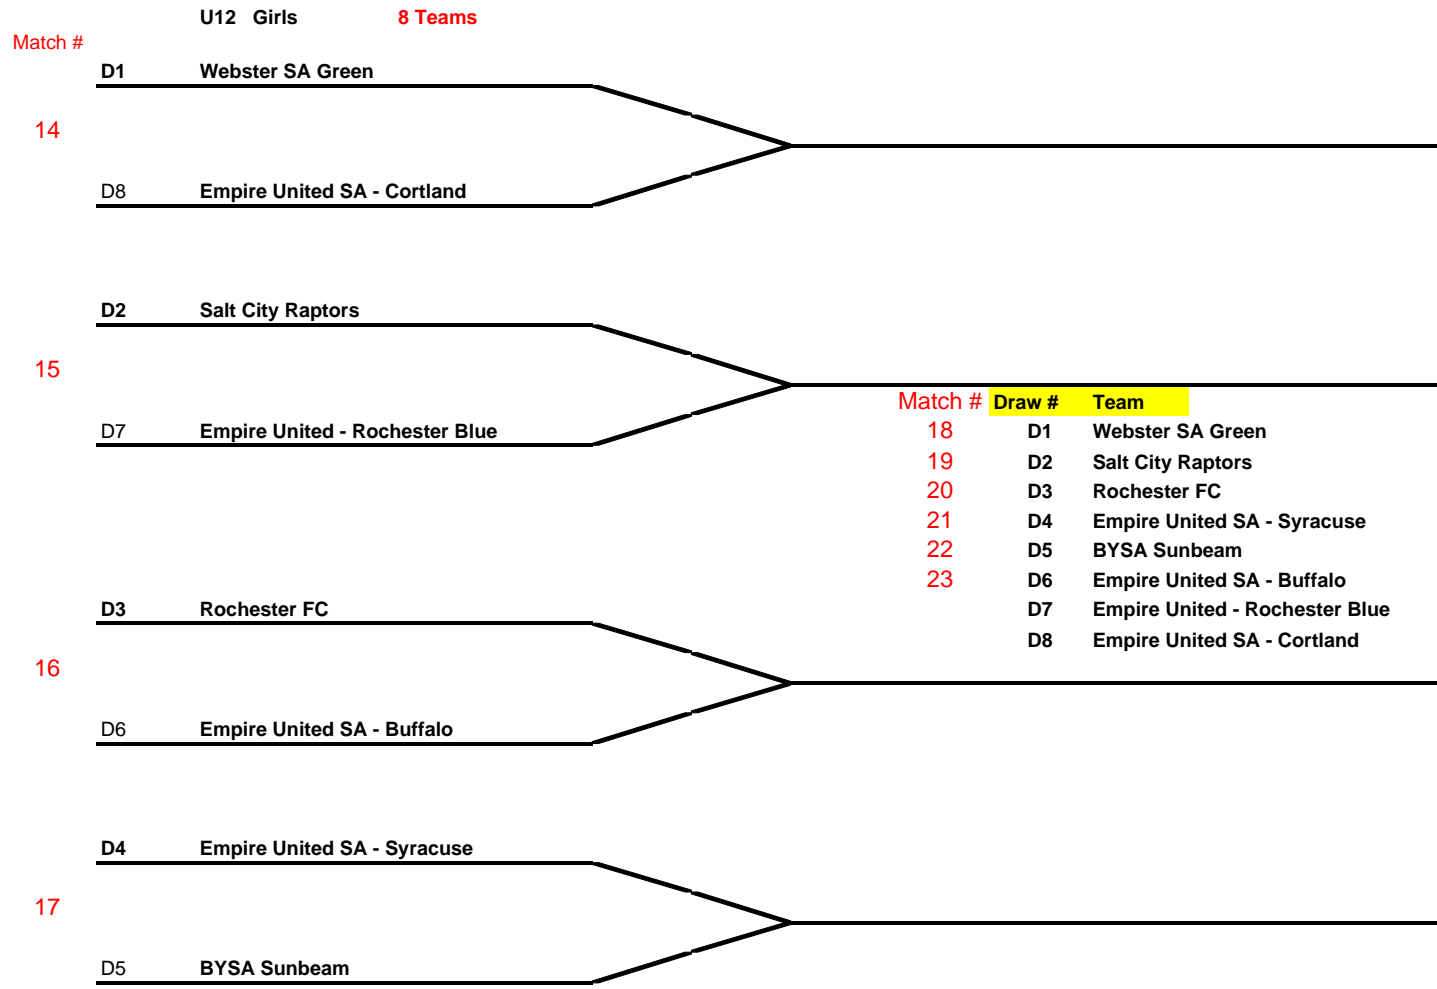 U12 Girls 8 Teams
Match #
D1 Webster SA Green
14
D8 Empire United SA - Cortland
D2 Salt City Raptors
15
Match # Draw # Team
D7 Empire United - Rochester Blue
18 D1 Webster SA Green
19 D2 Salt City Raptors
20 D3 Rochester FC
21 D4 Empire United SA - Syracuse
22 D5 BYSA Sunbeam
23 D6 Empire United SA - Buffalo
D7 Empire United - Rochester Blue
D8 Empire United SA - Cortland
D3 Rochester FC
16
D6 Empire United SA - Buffalo
D4 Empire United SA - Syracuse
17
D5 BYSA Sunbeam